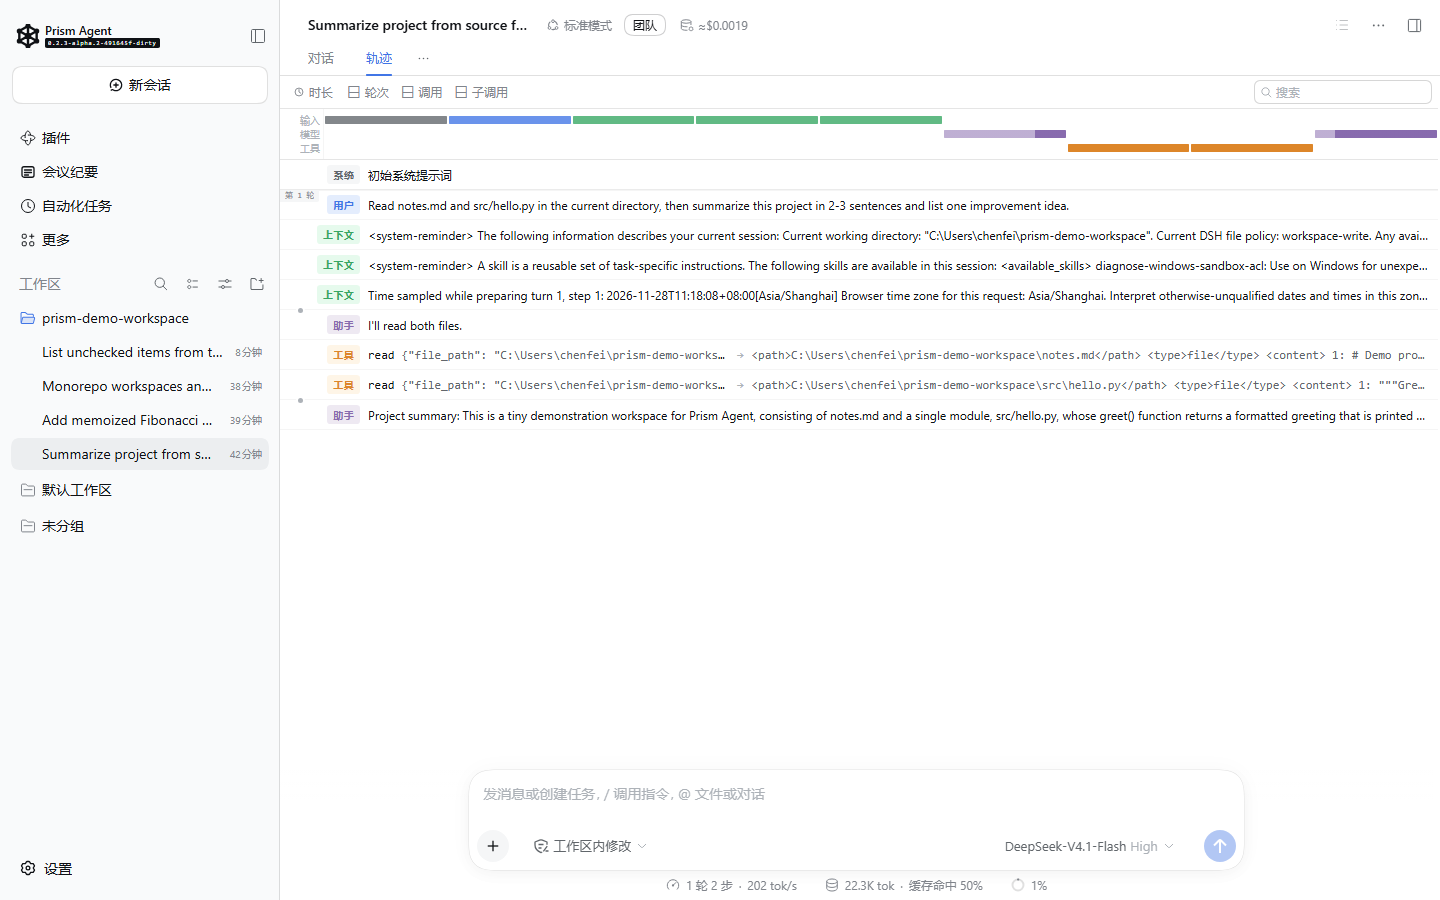 Prism Agent
0.2.3-alpha.2-491645f-dirty
新会话
插件
会议纪要
自动化任务
更多
工作区
prism-demo-workspace
List unchecked items from t... 8分钟
Monorepo workspaces an... 38分钟
Add memoized Fibonacci ... 39分钟
Summarize project from s... 42分钟
默认工作区
未分组
设置
Summarize project from source f... 标准模式 团队 ≈$0.0019
对话 轨迹 ...
时长 轮次 调用 子调用 搜索
输入
模型
工具
系统 初始系统提示词
第 1 轮
用户 Read notes.md and src/hello.py in the current directory, then summarize this project in 2-3 sentences and list one improvement idea.
上下文 <system-reminder> The following information describes your current session: Current working directory: "C:\Users\chenfei\prism-demo-workspace". Current DSH file policy: workspace-write. Any avai...
上下文 <system-reminder> A skill is a reusable set of task-specific instructions. The following skills are available in this session: <available_skills> diagnose-windows-sandbox-acl: Use on Windows for unexpe...
上下文 Time sampled while preparing turn 1, step 1: 2026-11-28T11:18:08+08:00[Asia/Shanghai] Browser time zone for this request: Asia/Shanghai. Interpret otherwise-unqualified dates and times in this zon...
助手 I'll read both files.
工具 read {"file_path": "C:\Users\chenfei\prism-demo-works... → <path>C:\Users\chenfei\prism-demo-workspace\notes.md</path> <type>file</type> <content> 1: # Demo pro...
工具 read {"file_path": "C:\Users\chenfei\prism-demo-works... → <path>C:\Users\chenfei\prism-demo-workspace\src\hello.py</path> <type>file</type> <content> 1: """Gre...
助手 Project summary: This is a tiny demonstration workspace for Prism Agent, consisting of notes.md and a single module, src/hello.py, whose greet() function returns a formatted greeting that is printed ...
发消息或创建任务, / 调用指令, @ 文件或对话
工作区内修改 DeepSeek-V4.1-Flash High
1 轮 2 步 · 202 tok/s 22.3K tok · 缓存命中 50% 1%